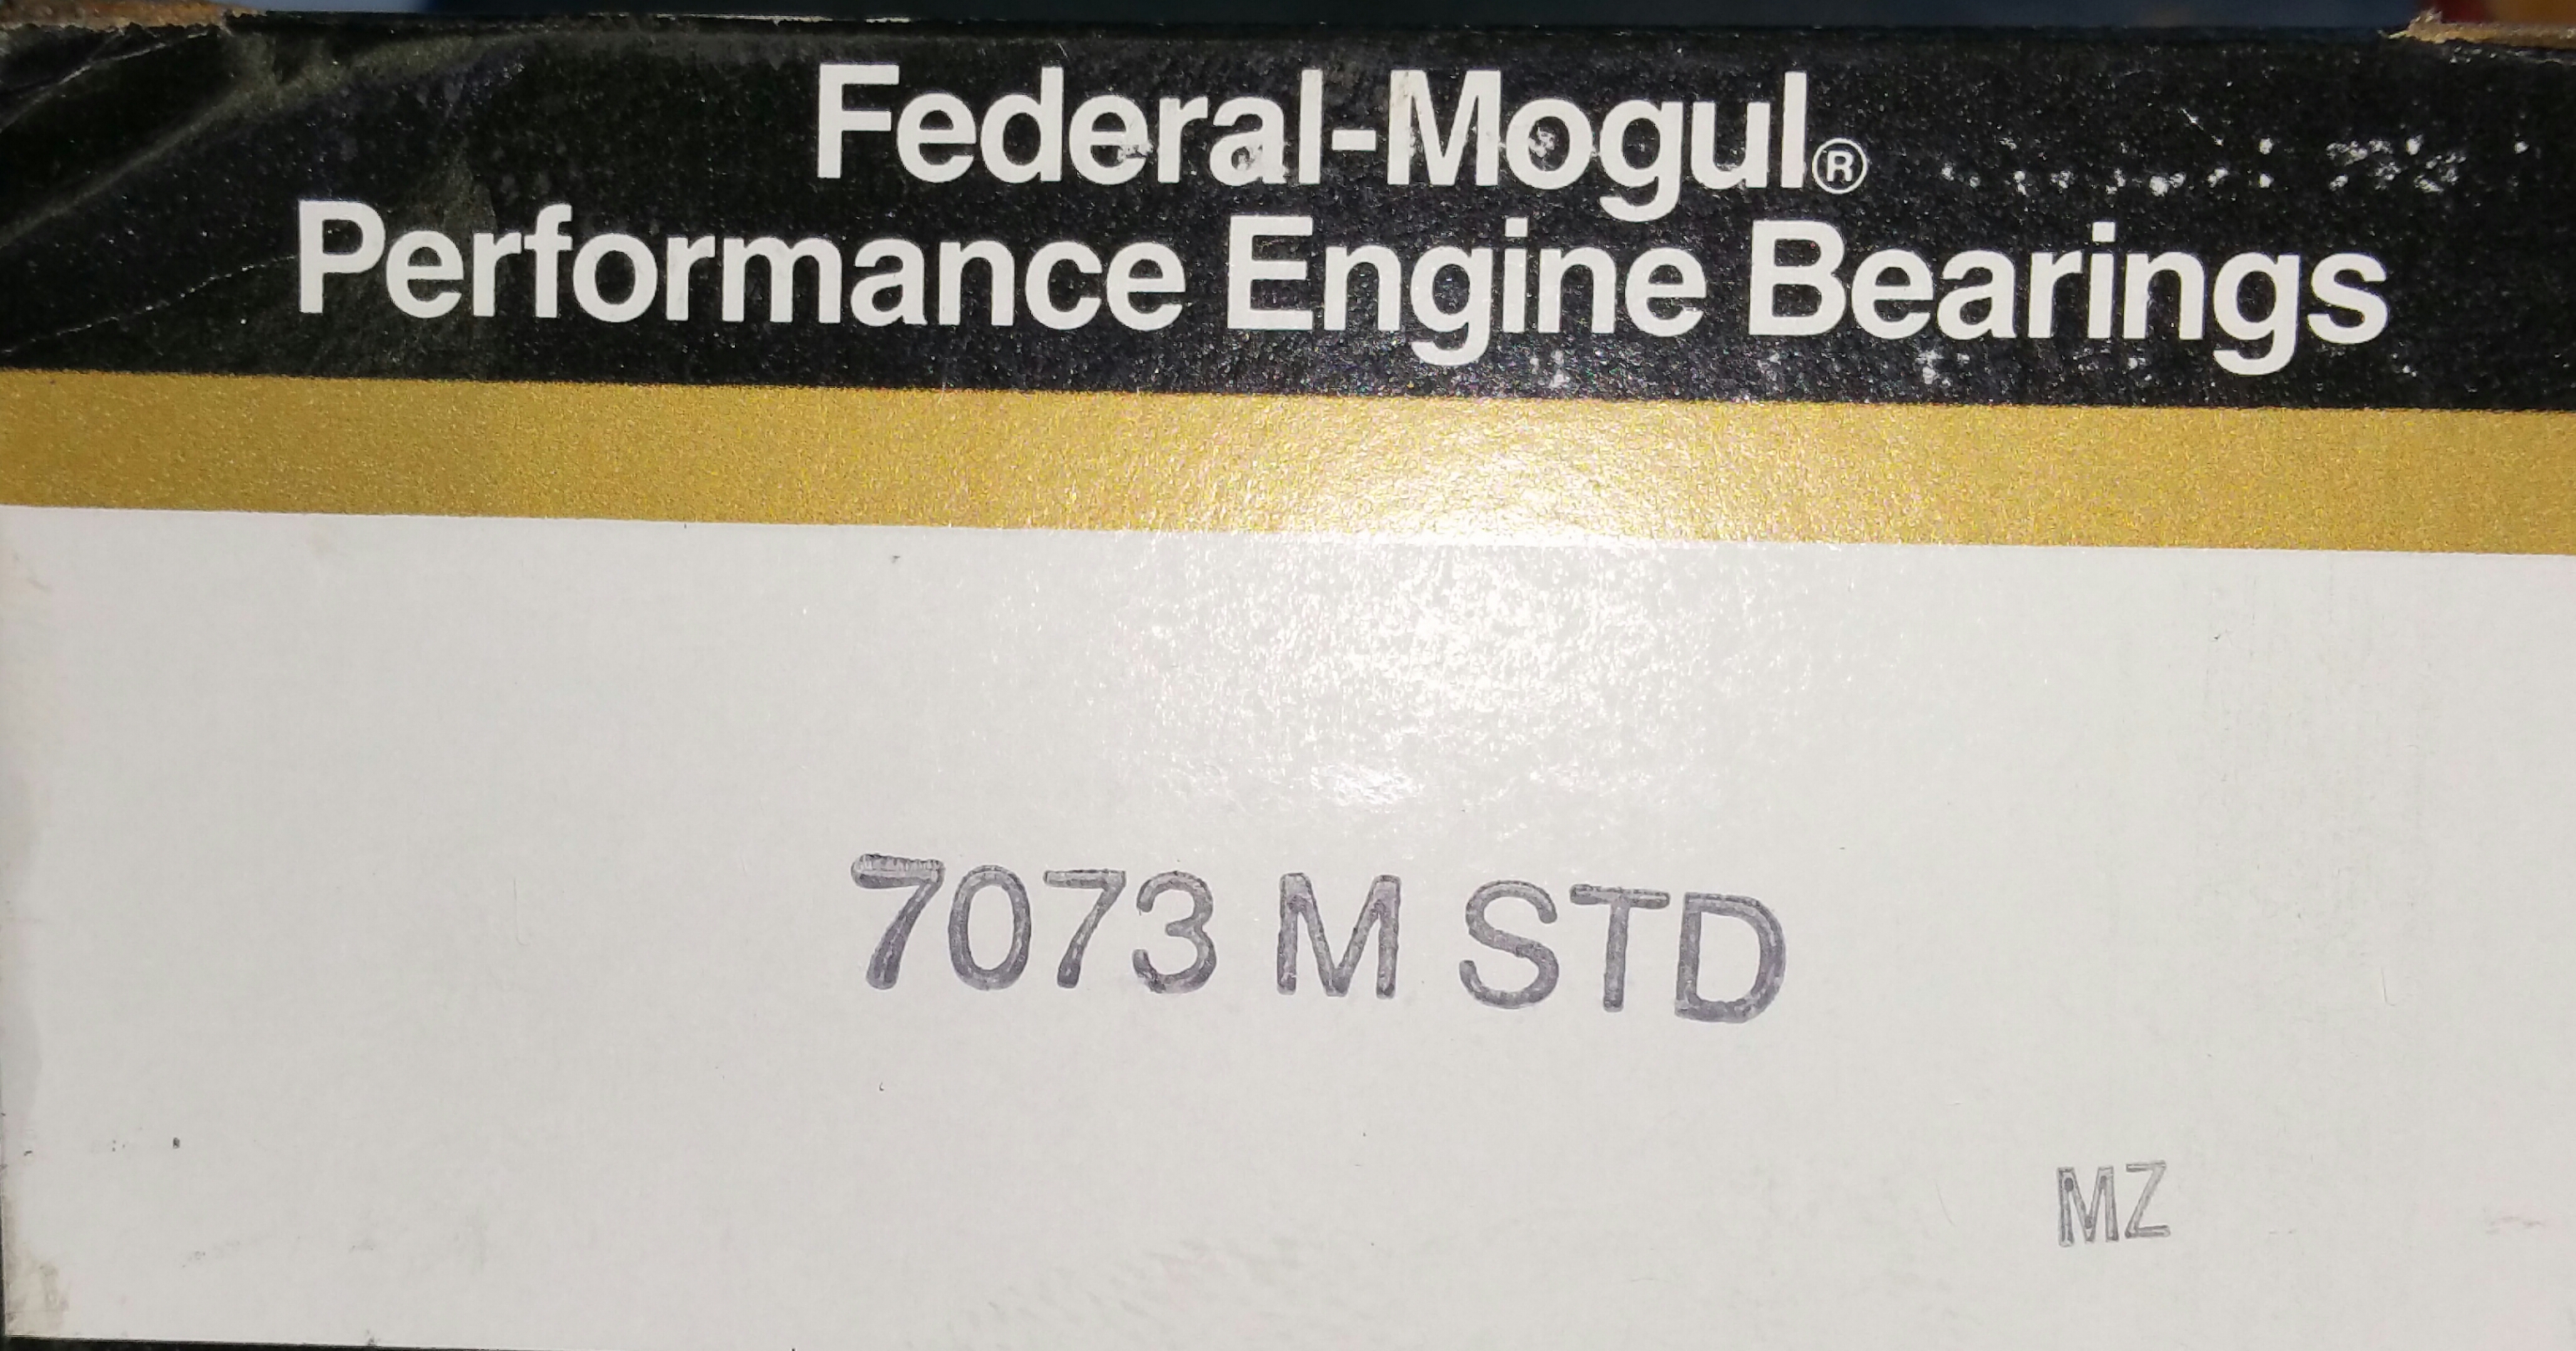 Federal-Mogul®
Performance Engine Bearings
7073 M STD
MZ